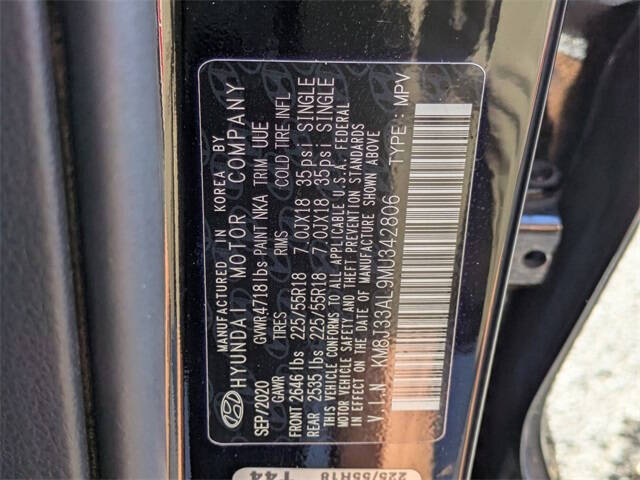 MANUFACTURED IN KOREA BY
HYUNDAI MOTOR COMPANY
SEP/2020 GVWR 4718 lbs PAINT NKA TRIM UUE
GAWR TIRES RIMS COLD TIRE INFL
FRONT 2646 lbs 225/55R18 7.0JX18 35psi SINGLE
REAR 2535 lbs 225/55R18 7.0JX18 35psi SINGLE
THIS VEHICLE CONFORMS TO ALL APPLICABLE U.S.A. FEDERAL
MOTOR VEHICLE SAFETY AND THEFT PREVENTION STANDARDS
IN EFFECT ON THE DATE OF MANUFACTURE SHOWN ABOVE
V.I.N KM8J33AL9MU342806 TYPE : MPV
T44
225/55R18